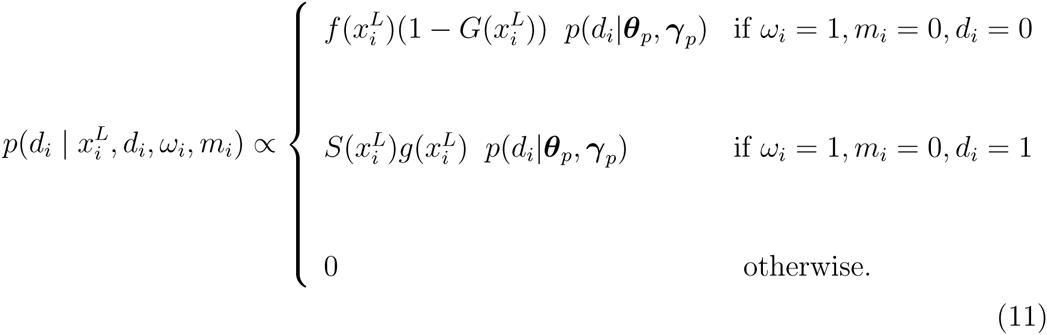 f(x_i^L)(1 − G(x_i^L)) p(d_i|θ_p, γ_p) if ω_i = 1, m_i = 0, d_i = 0
p(d_i | x_i^L, d_i, ω_i, m_i) ∝ { S(x_i^L)g(x_i^L) p(d_i|θ_p, γ_p) if ω_i = 1, m_i = 0, d_i = 1
0 otherwise.
(11)